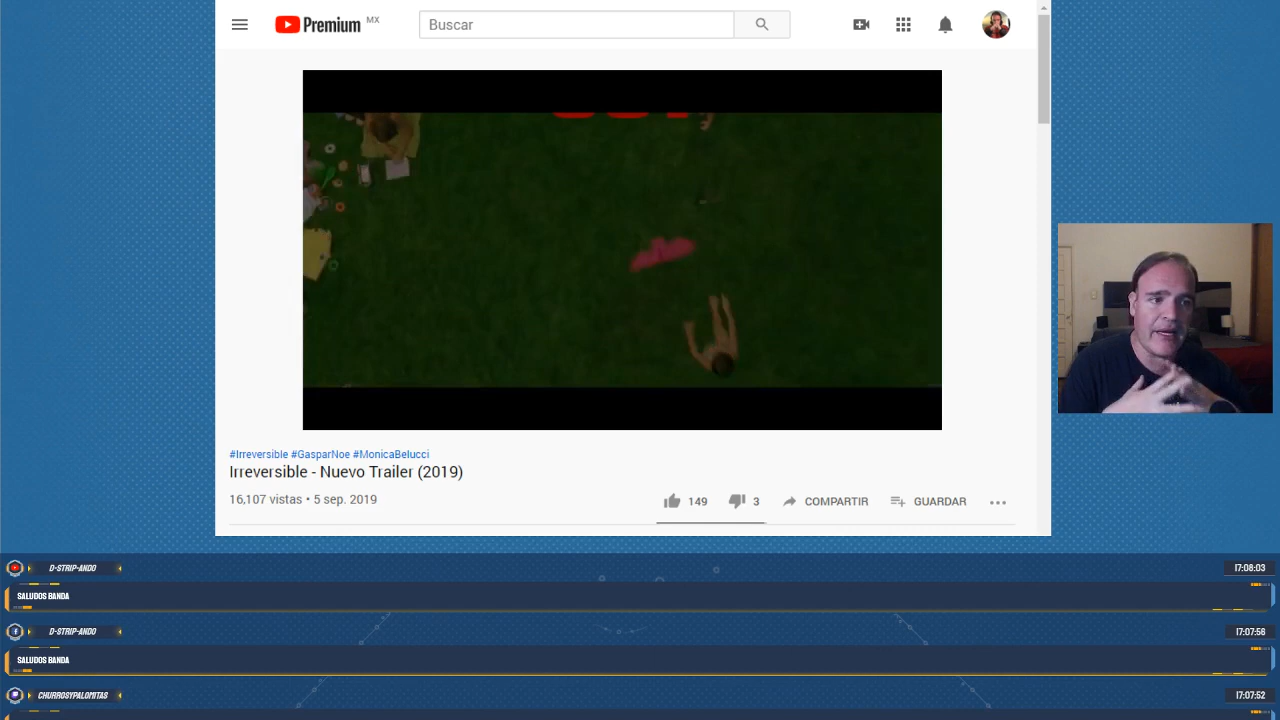 Premium MX
Buscar
#Irreversible #GasparNoe #MonicaBelucci
Irreversible - Nuevo Trailer (2019)
16,107 vistas • 5 sep. 2019
149
3
COMPARTIR
GUARDAR
D-STRIP-ANDO
17:08:03
SALUDOS BANDA
D-STRIP-ANDO
17:07:56
SALUDOS BANDA
CHURROSYPALOMITAS
17:07:52